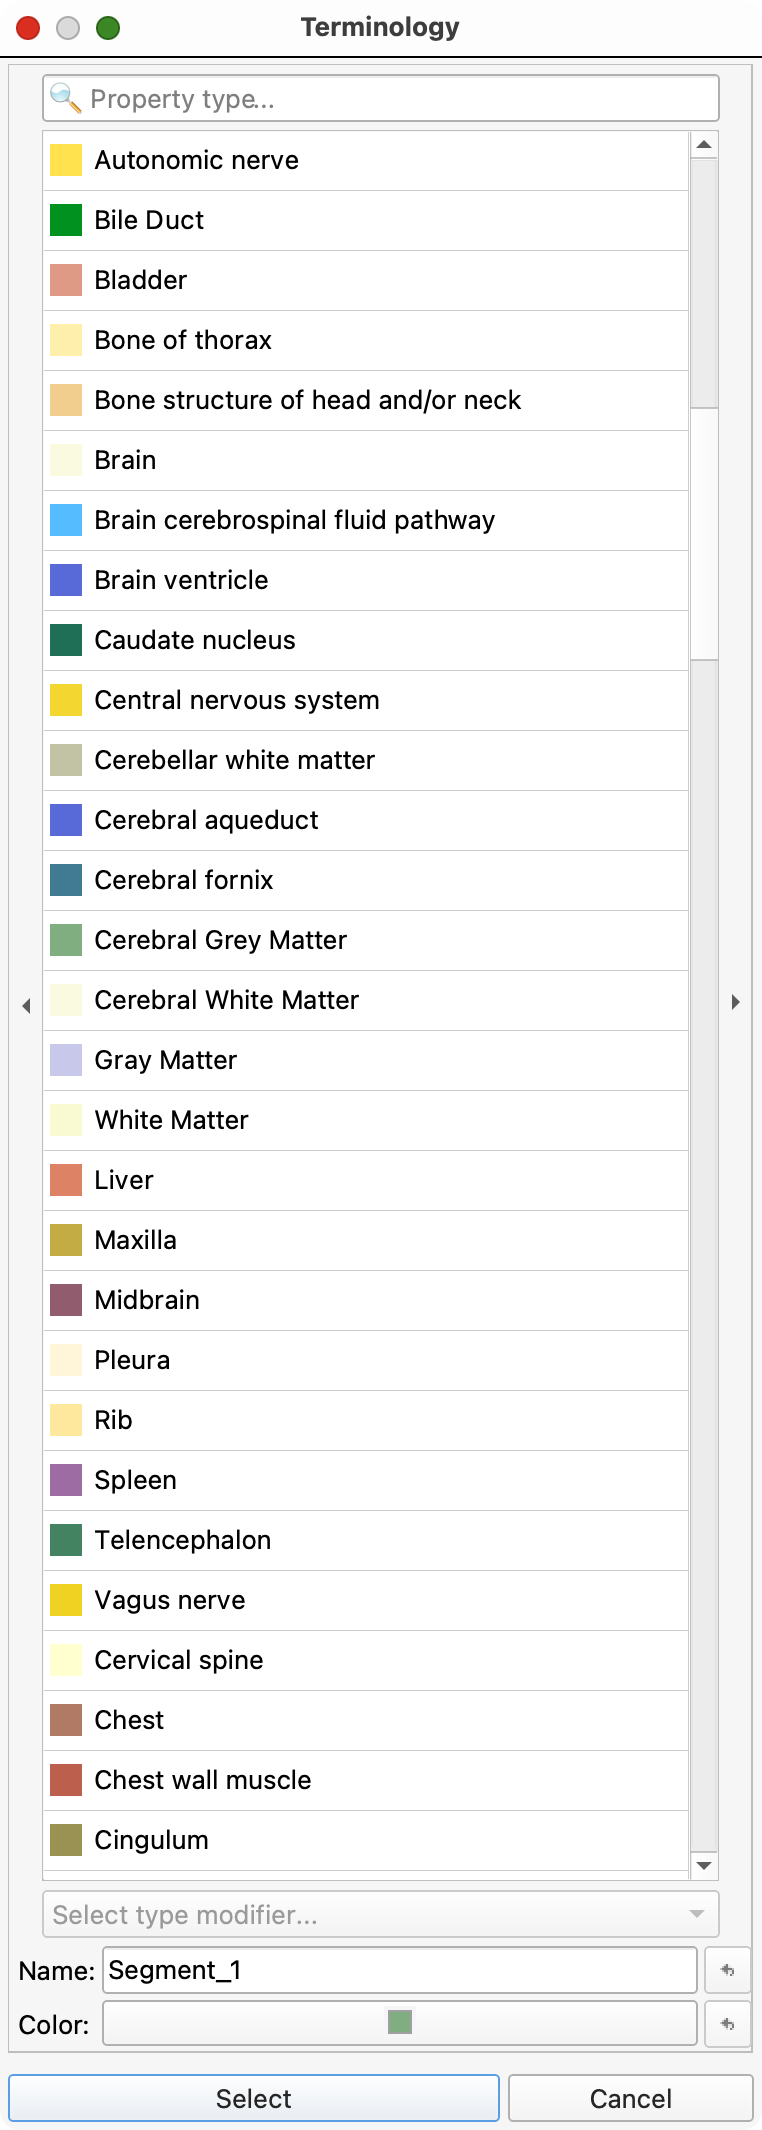 Terminology
Property type...
Autonomic nerve
Bile Duct
Bladder
Bone of thorax
Bone structure of head and/or neck
Brain
Brain cerebrospinal fluid pathway
Brain ventricle
Caudate nucleus
Central nervous system
Cerebellar white matter
Cerebral aqueduct
Cerebral fornix
Cerebral Grey Matter
Cerebral White Matter
Gray Matter
White Matter
Liver
Maxilla
Midbrain
Pleura
Rib
Spleen
Telencephalon
Vagus nerve
Cervical spine
Chest
Chest wall muscle
Cingulum
Select type modifier...
Name: Segment_1
Color:
Select Cancel